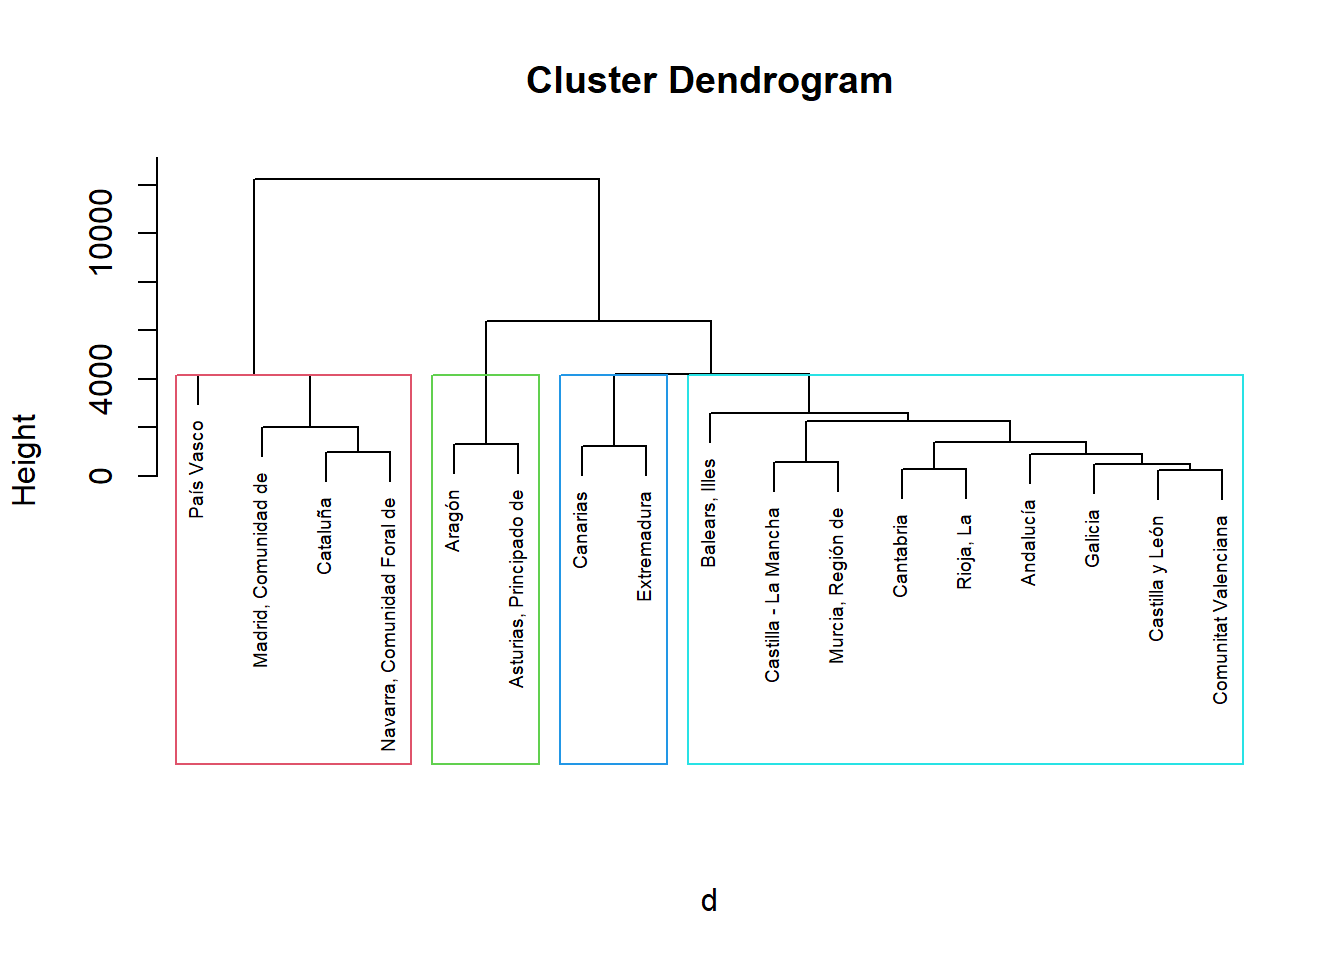 Cluster Dendrogram
Height
10000
4000
0
País Vasco
Madrid, Comunidad de
Cataluña
Navarra, Comunidad Foral de
Aragón
Asturias, Principado de
Canarias
Extremadura
Balears, Illes
Castilla - La Mancha
Murcia, Región de
Cantabria
Rioja, La
Andalucía
Galicia
Castilla y León
Comunitat Valenciana
d